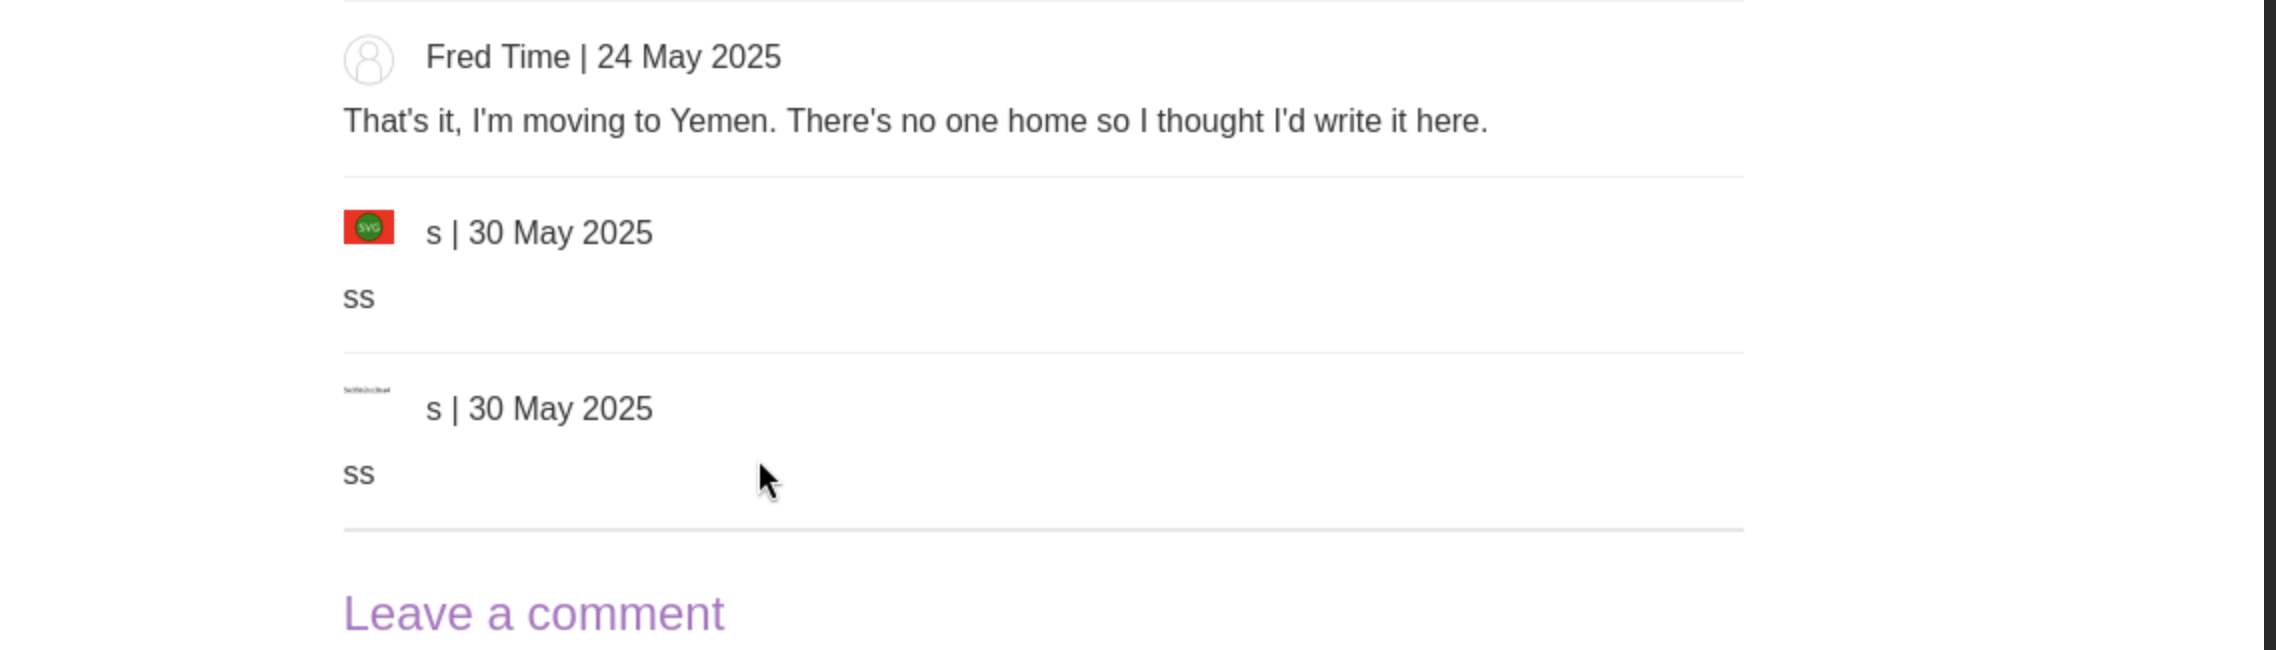 Fred Time | 24 May 2025
That's it, I'm moving to Yemen. There's no one home so I thought I'd write it here.
SVG
s | 30 May 2025
ss
s | 30 May 2025
ss
Leave a comment